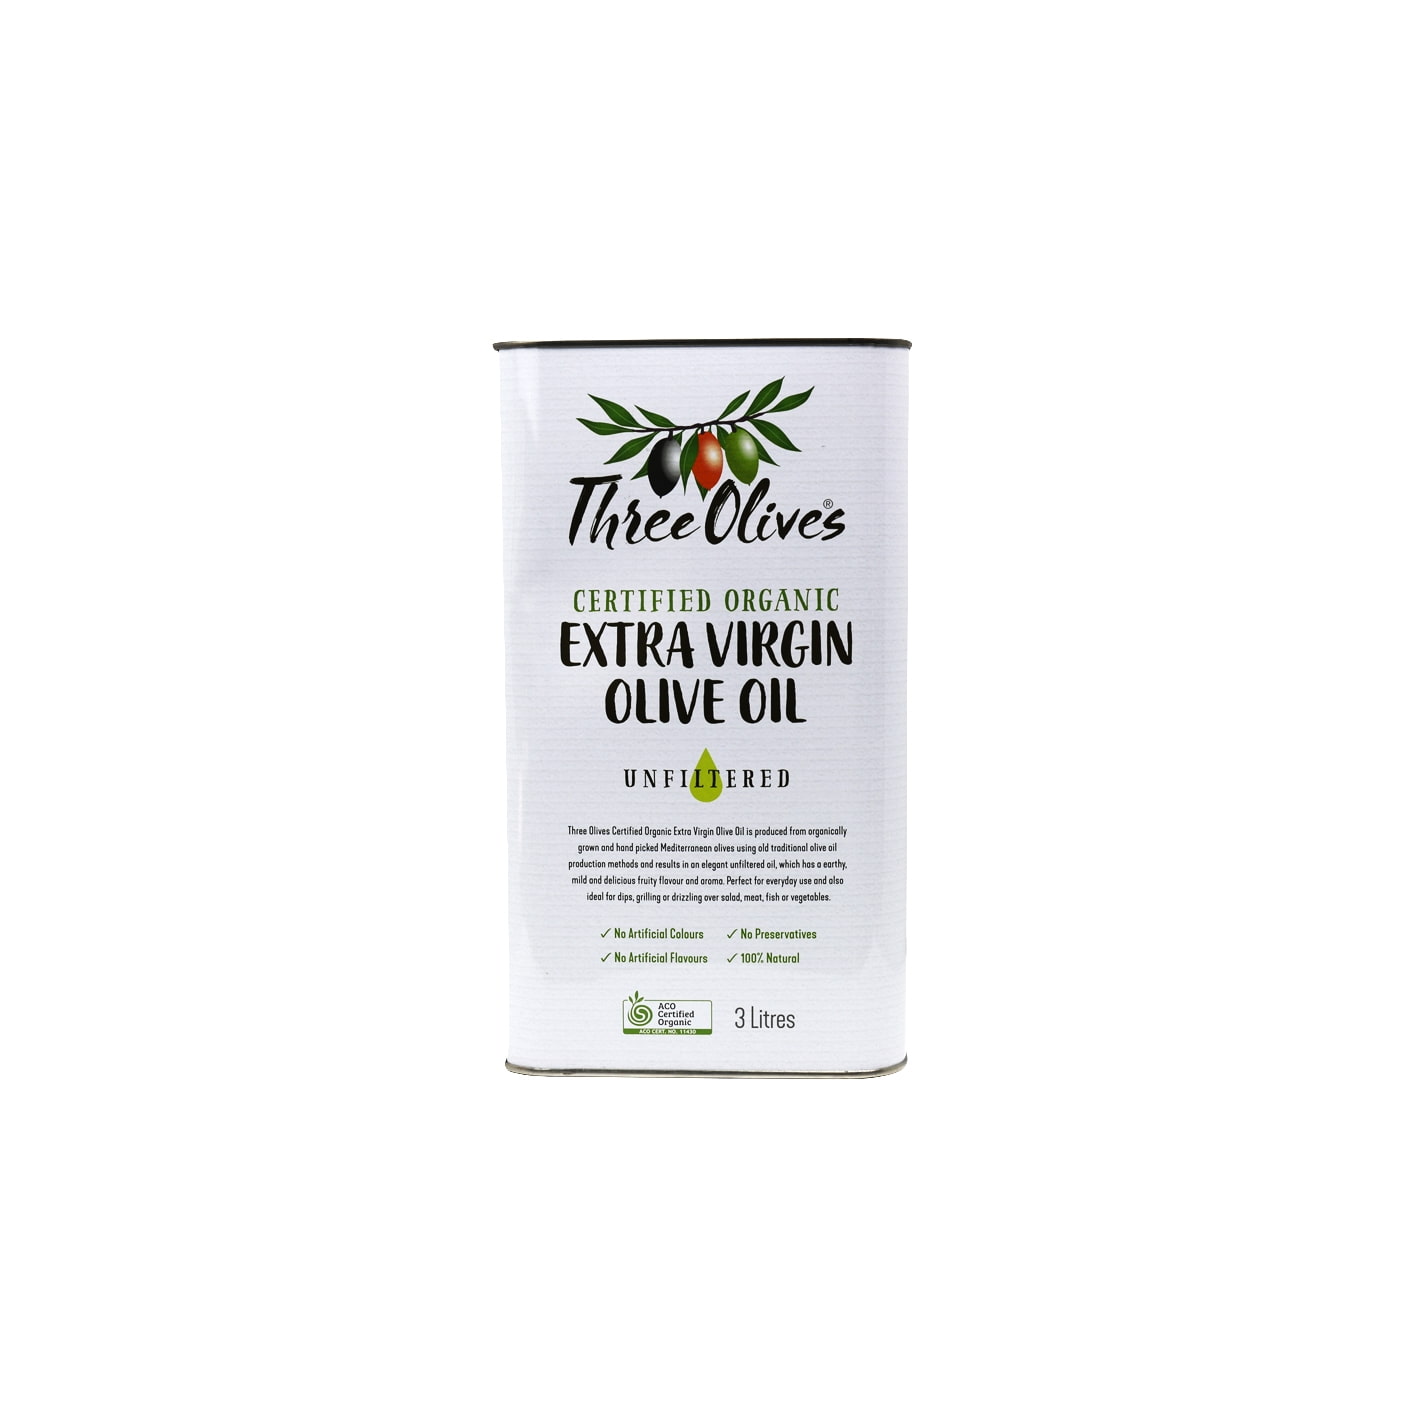 Three Olives®
CERTIFIED ORGANIC
EXTRA VIRGIN
OLIVE OIL
UNFILTERED
Three Olives Certified Organic Extra Virgin Olive Oil is produced from organically
grown and hand picked Mediterranean olives using old traditional olive oil
production methods and results in an elegant unfiltered oil, which has a earthy,
mild and delicious fruity flavour and aroma. Perfect for everyday use and also
ideal for dips, grilling or drizzling over salad, meat, fish or vegetables.
✓ No Artificial Colours ✓ No Preservatives
✓ No Artificial Flavours ✓ 100% Natural
ACO
Certified
Organic
ACO CERT. NO. 11430
3 Litres